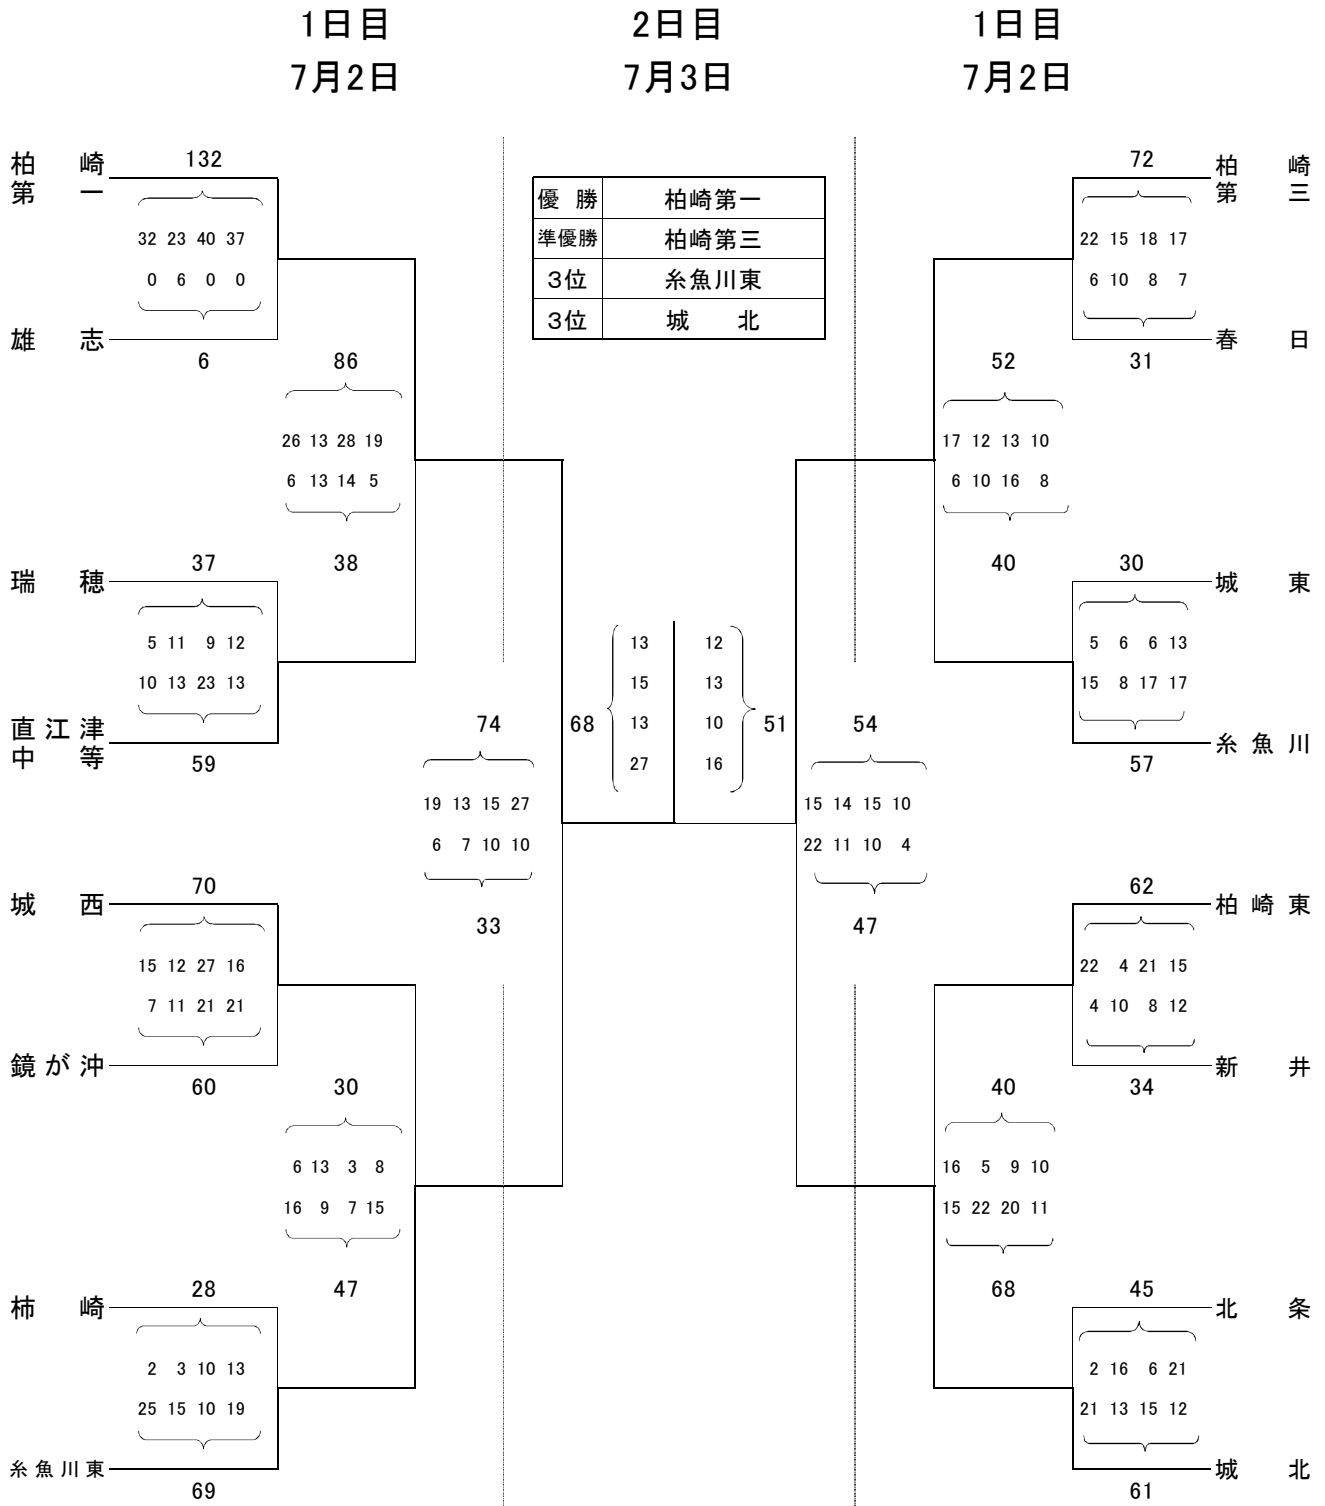 1日目 2日目 1日目
7月2日 7月3日 7月2日
柏崎 132
第一
32 23 40 37
0 6 0 0
雄志
6
86
26 13 28 19
6 13 14 5
38
瑞穂 37
5 11 9 12
10 13 23 13
直江津
中等
59
70
城西
15 12 27 16
7 11 21 21
鏡が沖
60
30
6 13 3 8
16 9 7 15
47
28
柿崎
2 3 10 13
25 15 10 19
糸魚川東
69
74
19 13 15 27
6 7 10 10
33
優勝 柏崎第一
準優勝 柏崎第三
3位 糸魚川東
3位 城北
68 51
13 12
15 13
13 10
27 16
54
15 14 15 10
22 11 10 4
47
72 柏崎
第三
22 15 18 17
6 10 8 7
春日
31
52
17 12 13 10
6 10 16 8
40
30
城東
5 6 6 13
15 8 17 17
糸魚川
57
62
柏崎東
22 4 21 15
4 10 8 12
新井
34
40
16 5 9 10
15 22 20 11
68
45
北条
2 16 6 21
21 13 15 12
城北
61